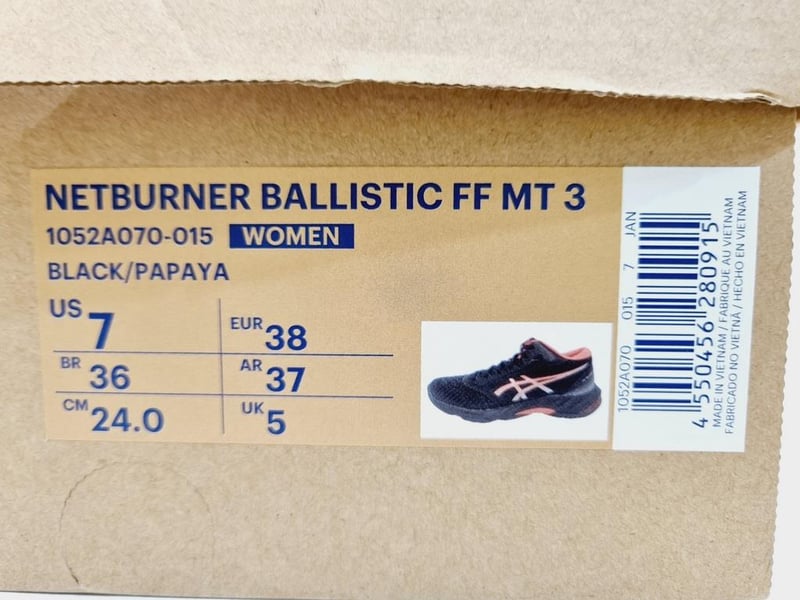 NETBURNER BALLISTIC FF MT 3
1052A070-015 WOMEN
BLACK/PAPAYA
US 7
EUR 38
BR 36
AR 37
CM 24.0
UK 5
1052A070 015 7 JAN
4 550456 280915
MADE IN VIETNAM / FABRIQUE AU VIETNAM
FABRICADO NO VIETNÃ / HECHO EN VIETNAM